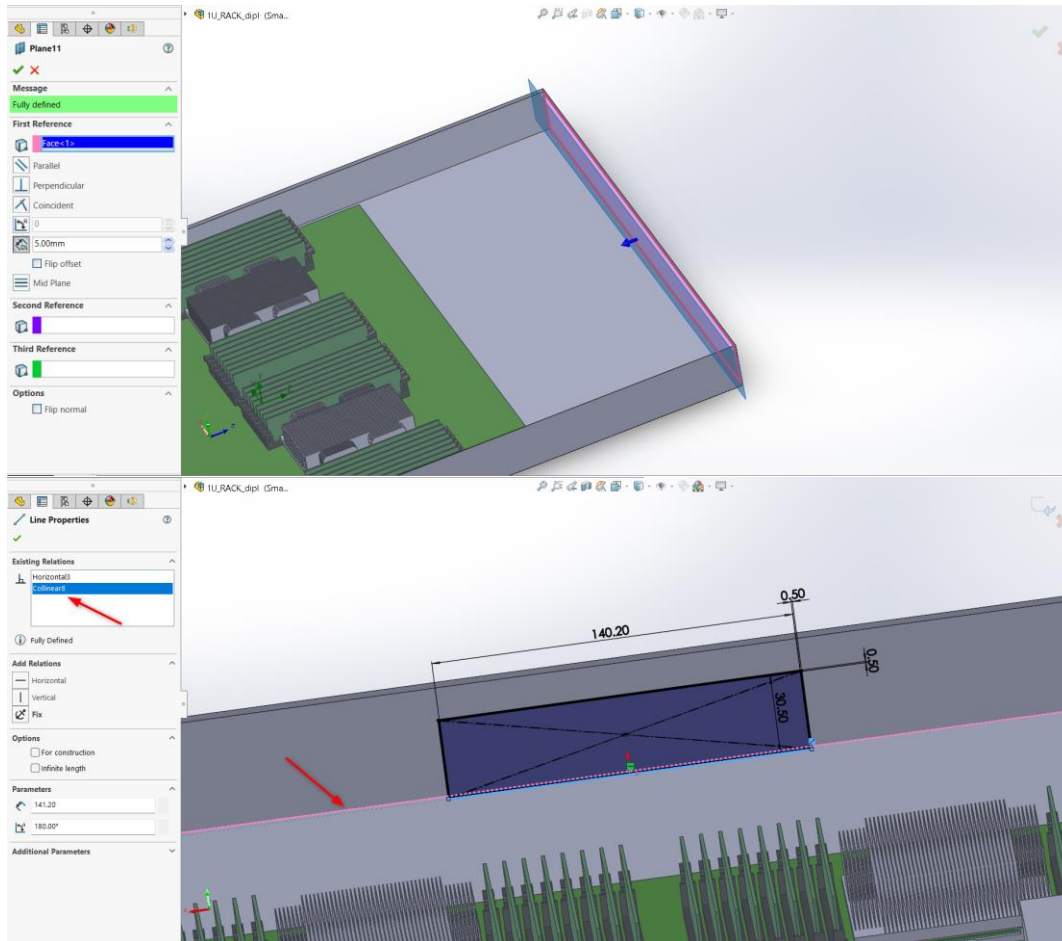 1U_RACK_dipl (Sma...
Plane11
Message
Fully defined
First Reference
Face<1>
Parallel
Perpendicular
Coincident
0
5.00mm
Flip offset
Mid Plane
Second Reference
Third Reference
Options
Flip normal
1U_RACK_dipl (Sma...
Line Properties
Existing Relations
Horizontal3
Collinear8
Fully Defined
Add Relations
Horizontal
Vertical
Fix
Options
For construction
Infinite length
Parameters
141.20
180.00°
Additional Parameters
0.50
140.20
0.50
30.50